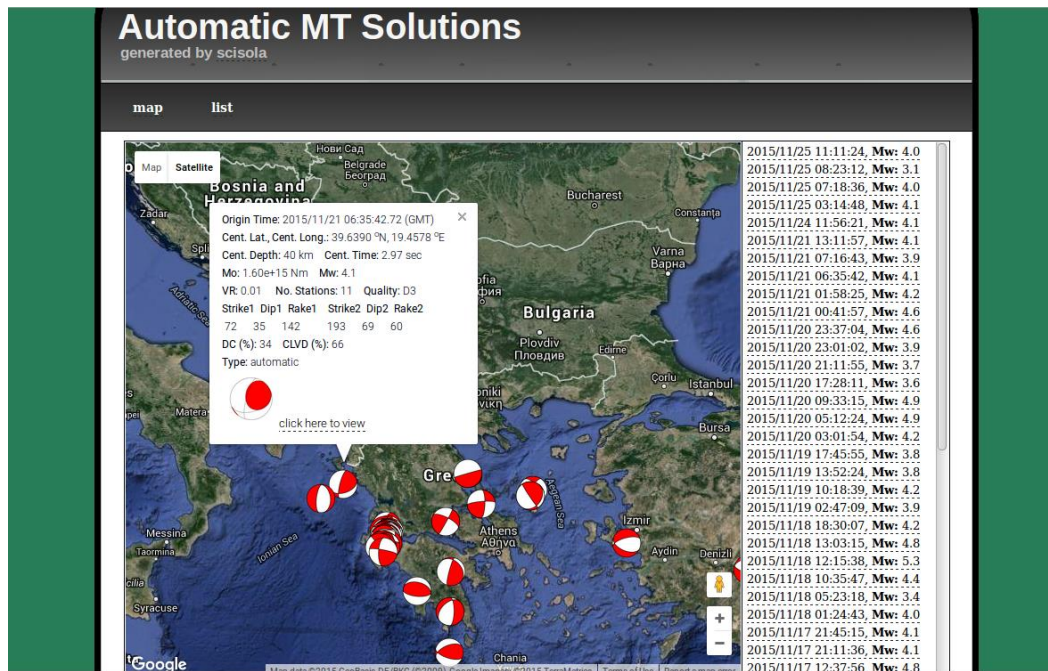 Automatic MT Solutions
generated by scisola
map list
Map Satellite
Нови Сад
Belgrade
Београд
Bosnia and
Herzegovina
Zadar
Bucharest
Constanța
Varna
Варна
Bulgaria
Plovdiv
Пловдив
Edirne
Çorlu
Istanbul
Bursa
Adriatic Sea
Matera
Origin Time: 2015/11/21 06:35:42.72 (GMT)
Cent. Lat., Cent. Long.: 39.6390 ⁰N, 19.4578 ⁰E
Cent. Depth: 40 km Cent. Time: 2.97 sec
Mo: 1.60e+15 Nm Mw: 4.1
VR: 0.01 No. Stations: 11 Quality: D3
Strike1 Dip1 Rake1 Strike2 Dip2 Rake2
72 35 142 193 69 60
DC (%): 34 CLVD (%): 66
Type: automatic
click here to view
Gre
Aegean Sea
Athens
Αθήνα
Izmir
Aydin
Denizli
Messina
Taormina
Ionian Sea
Syracuse
Chania
Google
2015/11/25 11:11:24, Mw: 4.0
2015/11/25 08:23:12, Mw: 3.1
2015/11/25 07:18:36, Mw: 4.0
2015/11/25 03:14:48, Mw: 4.1
2015/11/24 11:56:21, Mw: 4.1
2015/11/21 13:11:57, Mw: 4.1
2015/11/21 07:16:43, Mw: 3.9
2015/11/21 06:35:42, Mw: 4.1
2015/11/21 01:58:25, Mw: 4.2
2015/11/21 00:41:57, Mw: 4.6
2015/11/20 23:37:04, Mw: 4.6
2015/11/20 23:01:02, Mw: 3.9
2015/11/20 21:11:55, Mw: 3.7
2015/11/20 17:28:11, Mw: 3.6
2015/11/20 09:33:15, Mw: 4.9
2015/11/20 05:12:24, Mw: 4.9
2015/11/20 03:01:54, Mw: 4.2
2015/11/19 17:45:55, Mw: 3.8
2015/11/19 13:52:24, Mw: 3.8
2015/11/19 10:18:39, Mw: 4.2
2015/11/19 02:47:09, Mw: 3.9
2015/11/18 18:30:07, Mw: 4.2
2015/11/18 13:03:15, Mw: 4.8
2015/11/18 12:15:38, Mw: 5.3
2015/11/18 10:35:47, Mw: 4.4
2015/11/18 05:23:18, Mw: 3.4
2015/11/18 01:24:43, Mw: 4.0
2015/11/17 21:45:15, Mw: 4.1
2015/11/17 21:11:36, Mw: 4.1
2015/11/17 12:37:56, Mw: 4.8